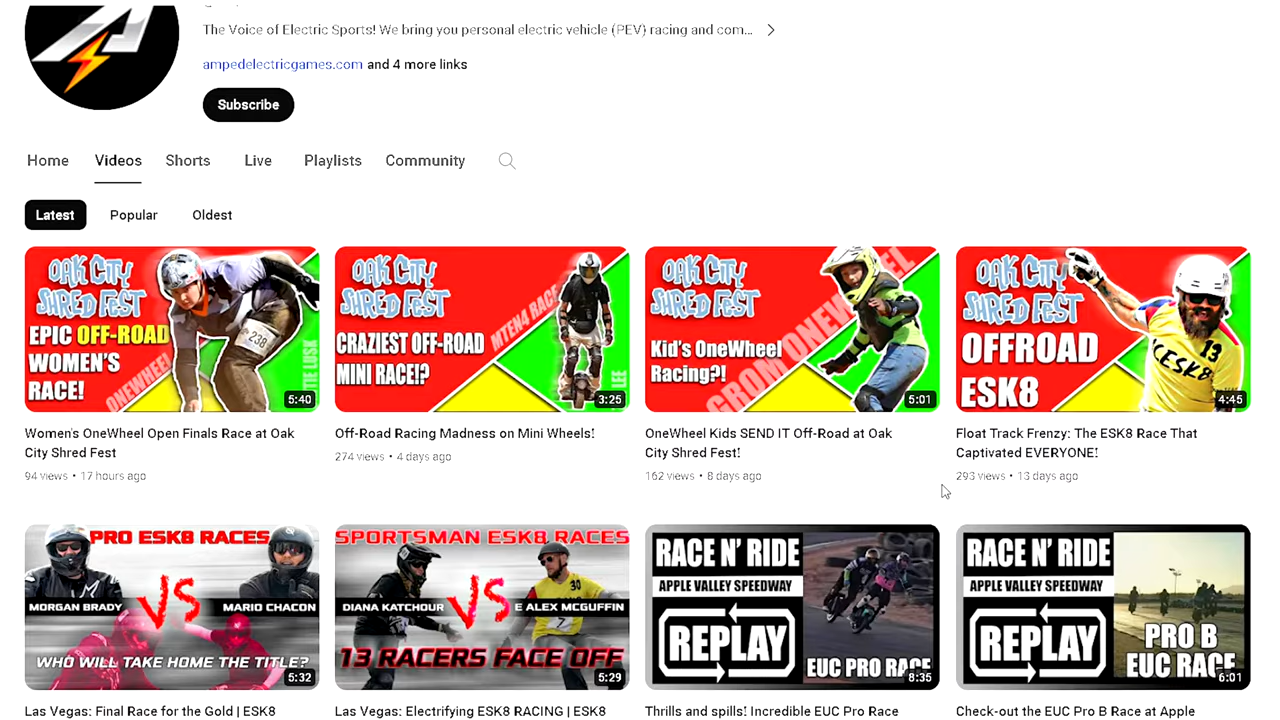 The Voice of Electric Sports! We bring you personal electric vehicle (PEV) racing and com...
ampedelectricgames.com and 4 more links
Subscribe
Home Videos Shorts Live Playlists Community
Latest Popular Oldest
OAK CITY
SHRED FEST
EPIC OFF-ROAD
WOMEN'S
RACE!
ONEWHEEL!
238
5:40
OAK CITY
SHRED FEST
CRAZIEST OFF-ROAD
MINI RACE!?
MTEN4 RACE!
LEE
3:25
OAK CITY
SHRED FEST
Kid's OneWheel
Racing?!
GROM ONEWHEEL
5:01
OAK CITY
SHRED FEST
OFFROAD
ESK8
13
4:45
Women's OneWheel Open Finals Race at Oak
City Shred Fest
94 views • 17 hours ago
Off-Road Racing Madness on Mini Wheels!
274 views • 4 days ago
OneWheel Kids SEND IT Off-Road at Oak
City Shred Fest!
162 views • 8 days ago
Float Track Frenzy: The ESK8 Race That
Captivated EVERYONE!
293 views • 13 days ago
PRO ESK8 RACES
MORGAN BRADY VS MARIO CHACON
WHO WILL TAKE HOME THE TITLE?
5:32
SPORTSMAN ESK8 RACES
DIANA KATCHOUR VS E ALEX MCGUFFIN
30
7
13 RACERS FACE OFF
5:29
RACE N' RIDE
APPLE VALLEY SPEEDWAY
REPLAY
EUC PRO RACE
8:35
RACE N' RIDE
APPLE VALLEY SPEEDWAY
REPLAY
PRO B
EUC RACE
6:01
Las Vegas: Final Race for the Gold | ESK8
Las Vegas: Electrifying ESK8 RACING | ESK8
Thrills and spills! Incredible EUC Pro Race
Check-out the EUC Pro B Race at Apple